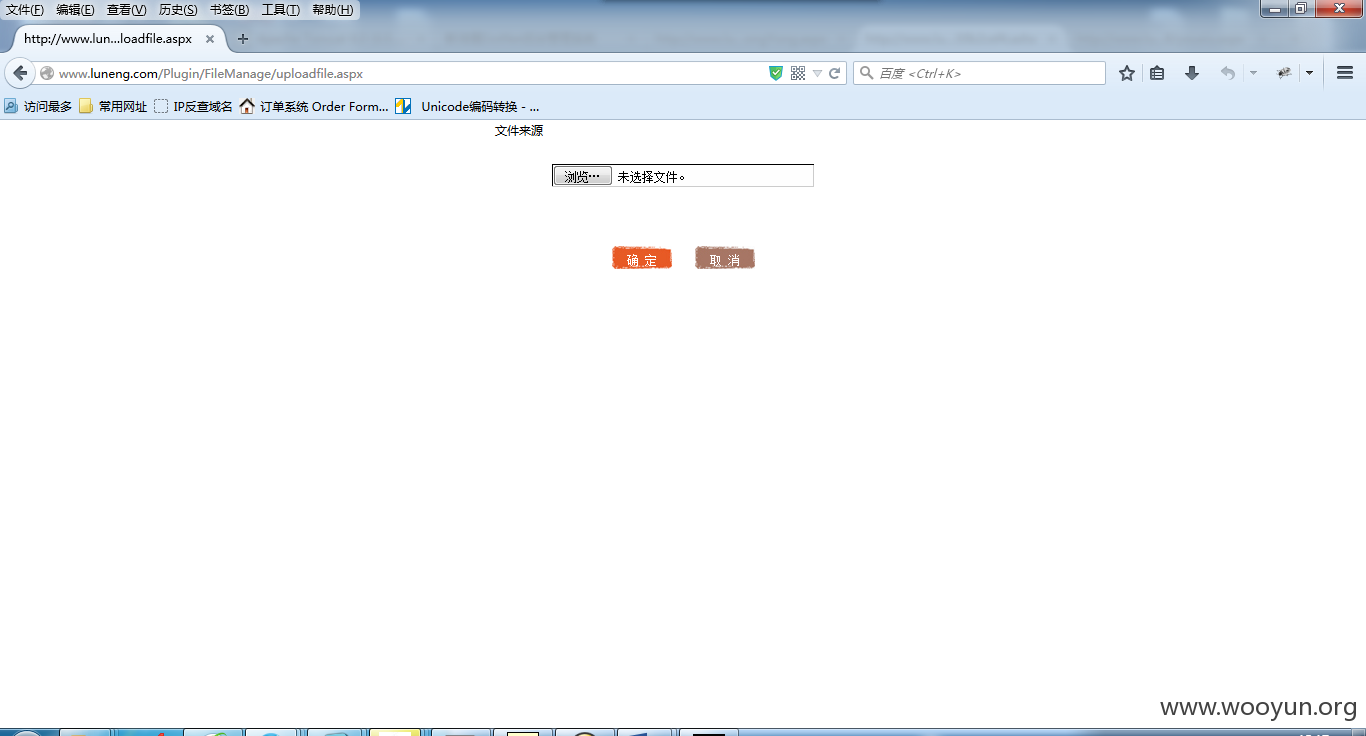 文件(F) 编辑(E) 查看(V) 历史(S) 书签(B) 工具(T) 帮助(H)
http://www.lun...loadfile.aspx
www.luneng.com/Plugin/FileManage/uploadfile.aspx 百度 <Ctrl+K>
访问最多 常用网址 IP反查域名 订单系统 Order Form... Unicode编码转换 - ...
文件来源
浏览… 未选择文件。
确 定 取 消
www.wooyun.org